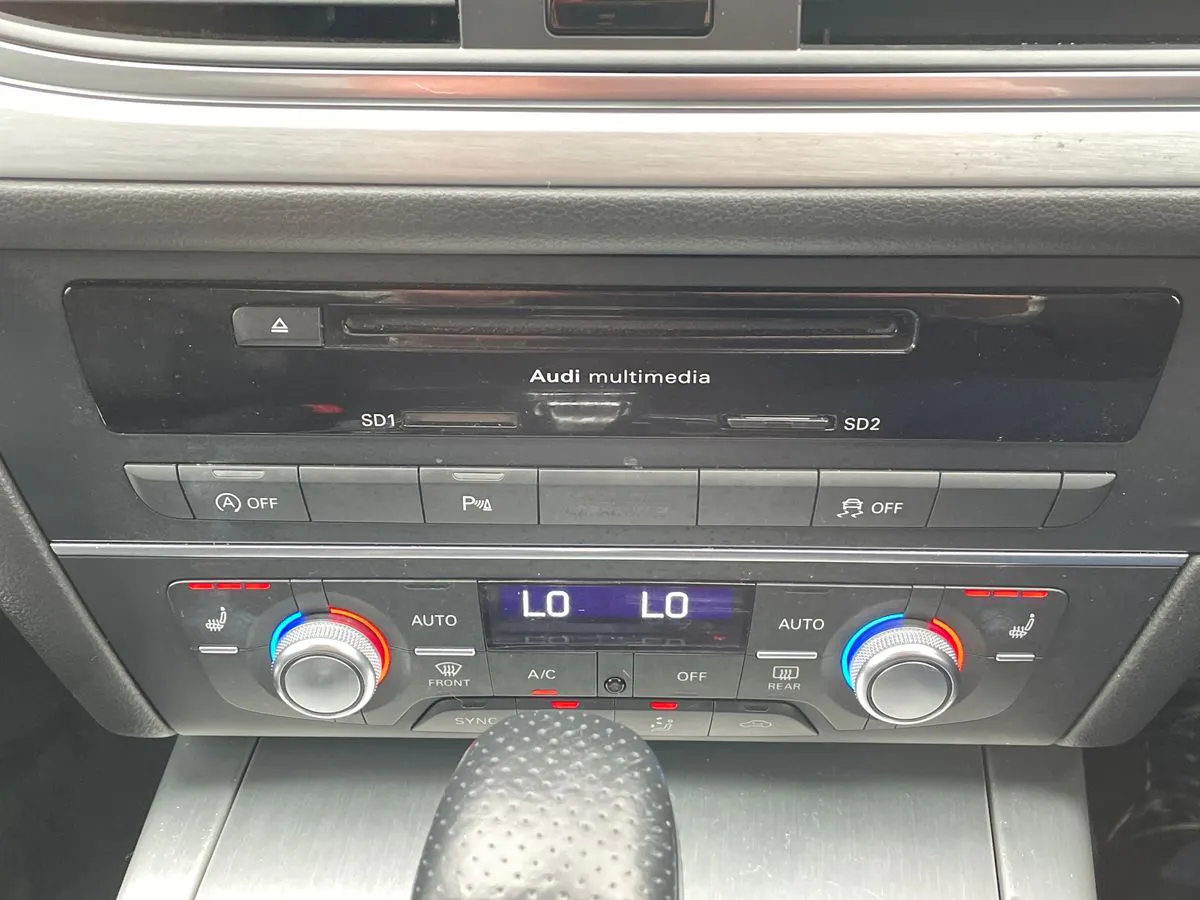 Audi multimedia
SD1 SD2
A OFF P OFF
AUTO LO LO AUTO
FRONT A/C OFF REAR
SYNC